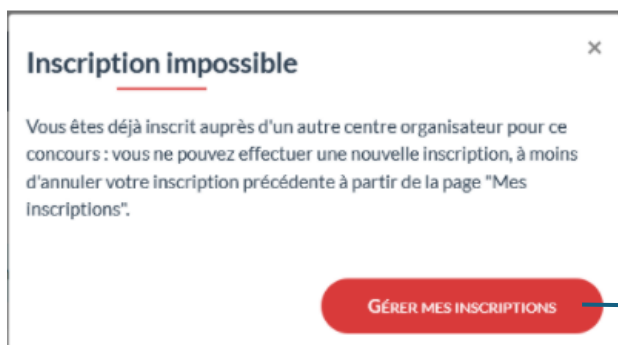 Inscription impossible
×
Vous êtes déjà inscrit auprès d'un autre centre organisateur pour ce
concours : vous ne pouvez effectuer une nouvelle inscription, à moins
d'annuler votre inscription précédente à partir de la page "Mes
inscriptions".
GÉRER MES INSCRIPTIONS